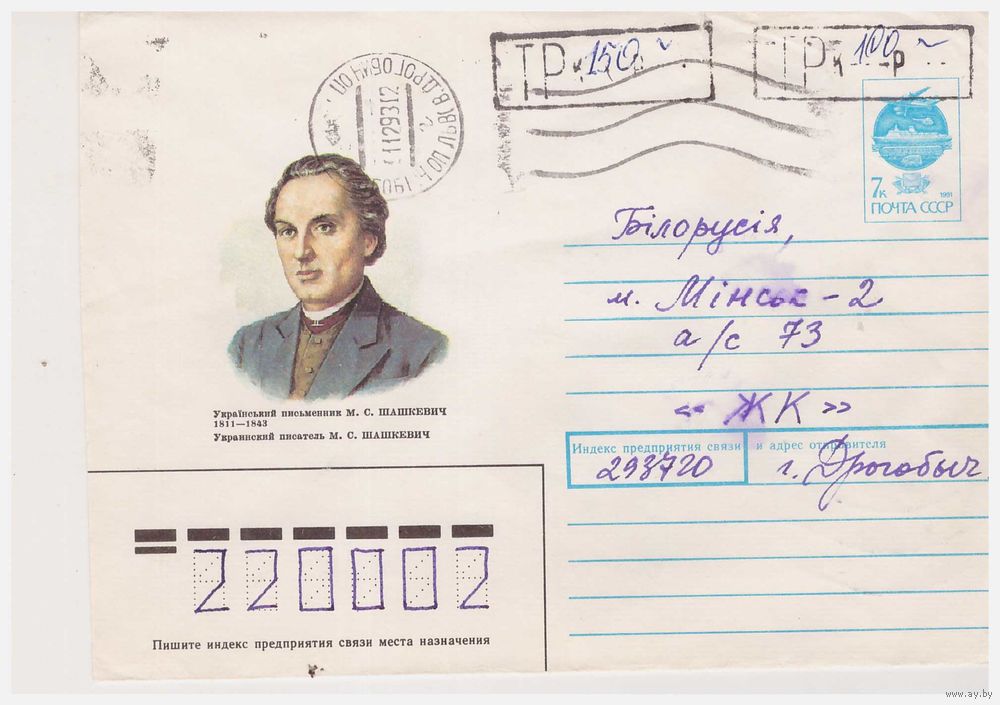 ТР к 150 ~
ТР к 100 р ~
ДРОГОБИЧ
1129312
7к
1991
ПОЧТА СССР
Білорусія,
м. Мінськ - 2
а/с 73
« ЖК »
Український письменник М. С. ШАШКЕВИЧ
1811—1843
Украинский писатель М. С. ШАШКЕВИЧ
Индекс предприятия связи и адрес отправителя
293720 г. Дрогобыч
220002
Пишите индекс предприятия связи места назначения
www.ay.by